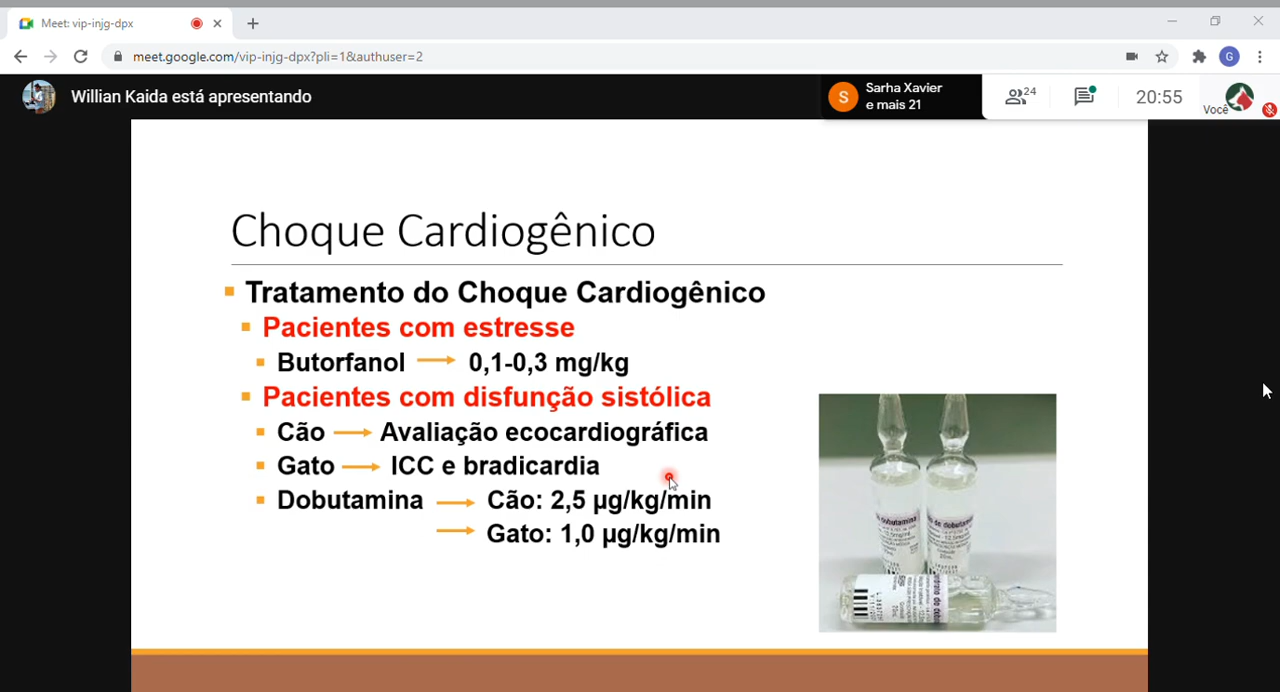 Meet: vip-injg-dpx
meet.google.com/vip-injg-dpx?pli=1&authuser=2
G
Willian Kaida está apresentando
S
Sarha Xavier
e mais 21
24
20:55
Você
Choque Cardiogênico
Tratamento do Choque Cardiogênico
Pacientes com estresse
Butorfanol → 0,1-0,3 mg/kg
Pacientes com disfunção sistólica
Cão → Avaliação ecocardiográfica
Gato → ICC e bradicardia
Dobutamina → Cão: 2,5 µg/kg/min
→ Gato: 1,0 µg/kg/min